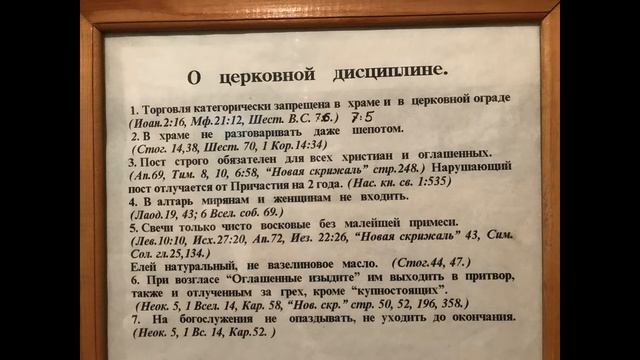 О церковной дисциплине.
1. Торговля категорически запрещена в храме и в церковной ограде
(Иоан.2:16, Мф.21:12, Шест. В.С. 76.) 7:5
2. В храме не разговаривать даже шепотом.
(Стог. 14,38, Шест. 70, 1 Кор.14:34)
3. Пост строго обязателен для всех христиан и оглашенных.
(Ап.69, Тим. 8, 10, 6:58, "Новая скрижаль" стр.248.) Нарушающий
пост отлучается от Причастия на 2 года. (Нас. кн. св. 1:535)
4. В алтарь мирянам и женщинам не входить.
(Лаод.19, 43; 6 Всел. соб. 69.)
5. Свечи только чисто восковые без малейшей примеси.
(Лев.10:10, Исх.27:20, Ап.72, Иез. 22:26, "Новая скрижаль" 43, Сим.
Сол. гл.25,134.)
Елей натуральный, не вазелиновое масло. (Стог.44, 47.)
6. При возгласе "Оглашенные изыдите" им выходить в притвор,
также и отлученным за грех, кроме "купностоящих".
(Неок. 5, 1 Всел. 14, Кар. 58, "Нов. скр." стр. 50, 52, 196, 358.)
7. На богослужения не опаздывать, не уходить до окончания.
(Неок. 5, 1 Вс. 14, Кар.52. )